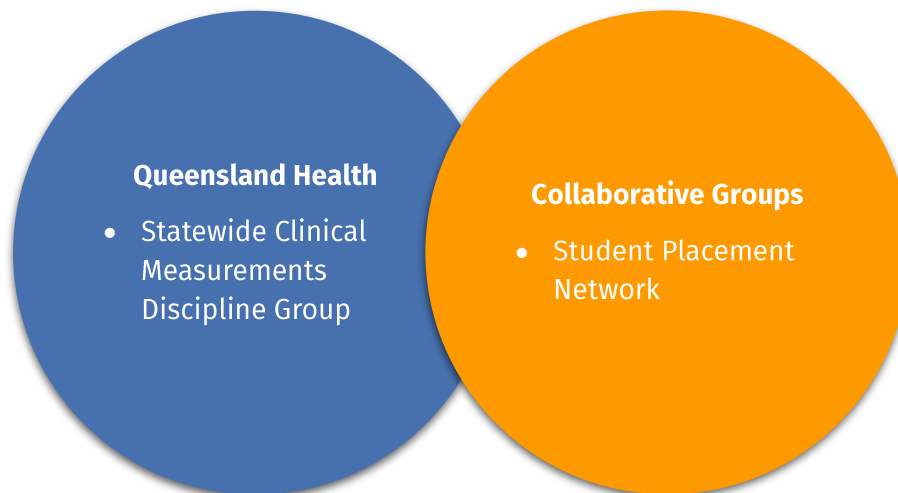 Queensland Health
• Statewide Clinical
Measurements
Discipline Group
Collaborative Groups
• Student Placement
Network